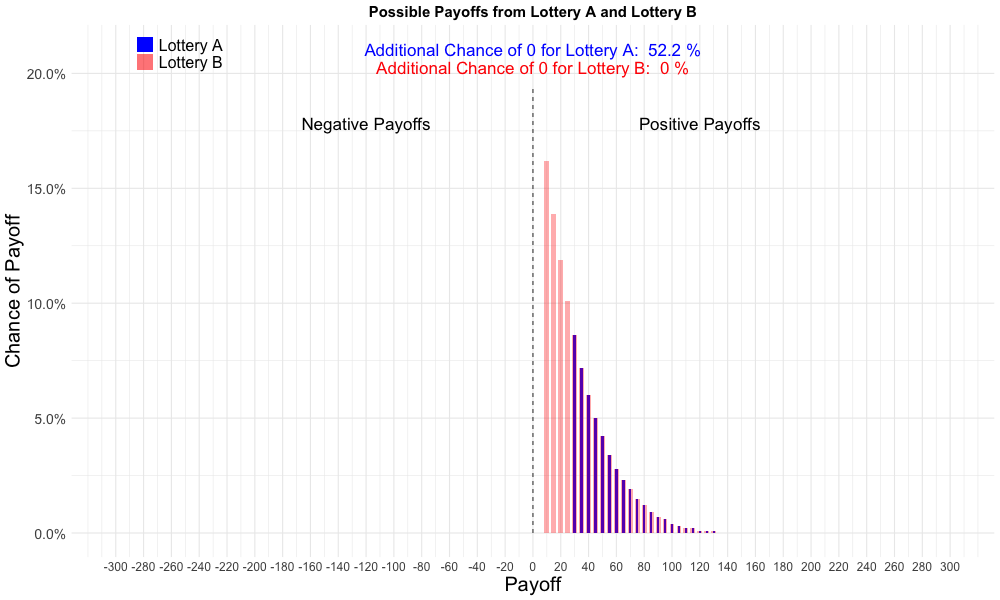 Possible Payoffs from Lottery A and Lottery B
Lottery A
Lottery B
Additional Chance of 0 for Lottery A:  52.2 %
Additional Chance of 0 for Lottery B:  0 %
Negative Payoffs
Positive Payoffs
Chance of Payoff
20.0%
15.0%
10.0%
5.0%
0.0%
-300 -280 -260 -240 -220 -200 -180 -160 -140 -120 -100 -80 -60 -40 -20 0 20 40 60 80 100 120 140 160 180 200 220 240 260 280 300
Payoff